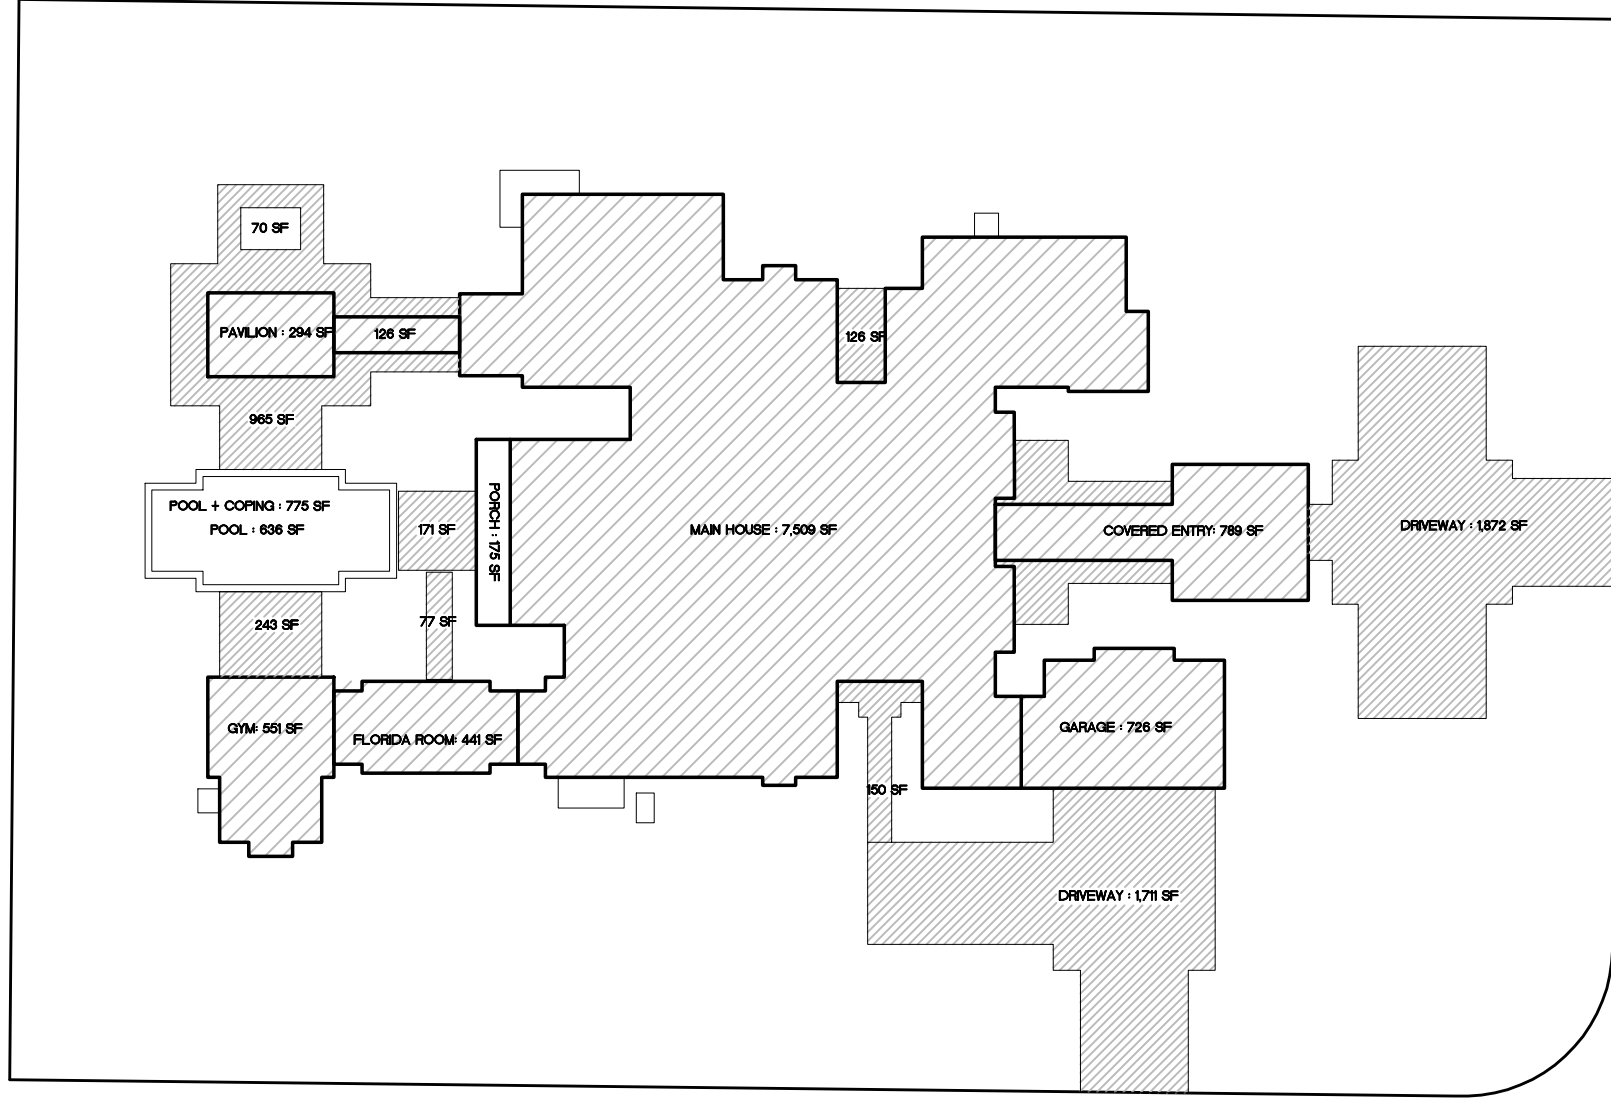 70 SF
PAVILION : 294 SF
126 SF
126 SF
965 SF
POOL + COPING : 775 SF
POOL : 636 SF
171 SF
PORCH : 175 SF
MAIN HOUSE : 7,509 SF
COVERED ENTRY: 789 SF
DRIVEWAY : 1,872 SF
243 SF
77 SF
GYM: 551 SF
FLORIDA ROOM: 441 SF
GARAGE : 726 SF
150 SF
DRIVEWAY : 1,711 SF